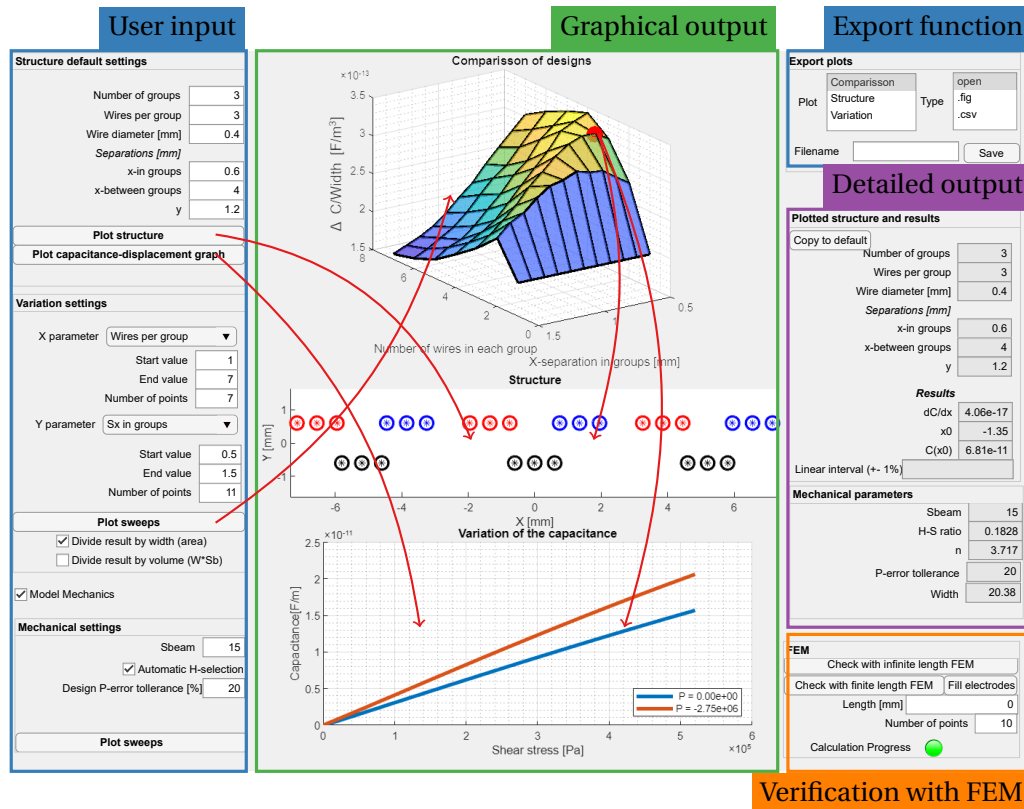 User input
Structure default settings
Number of groups 3
Wires per group 3
Wire diameter [mm] 0.4
Separations [mm]
x-in groups 0.6
x-between groups 4
y 1.2
Plot structure
Plot capacitance-displacement graph
Variation settings
X parameter Wires per group
Start value 1
End value 7
Number of points 7
Y parameter Sx in groups
Start value 0.5
End value 1.5
Number of points 11
Plot sweeps
Divide result by width (area)
Divide result by volume (W*Sb)
Model Mechanics
Mechanical settings
Sbeam 15
Automatic H-selection
Design P-error tollerance [%] 20
Plot sweeps
Graphical output
Comparisson of designs
×10⁻¹³
3.5
3
2.5
2
1.5
Δ C/Width [F/m³]
8
6
4
2
0
Number of wires in each group
1.5
1
0.5
X-separation in groups [mm]
Structure
1
0
-1
Y [mm]
-6 -4 -2 0 2 4 6
X [mm]
Variation of the capacitance
×10⁻¹¹
2.5
2
1.5
1
0.5
0
Capacitance[F/m]
P = 0.00e+00
P = -2.75e+06
0 1 2 3 4 5 6
×10⁵
Shear stress [Pa]
Export function
Export plots
Plot
Comparisson
Structure
Variation
Type
open
.fig
.csv
Filename Save
Detailed output
Plotted structure and results
Copy to default
Number of groups 3
Wires per group 3
Wire diameter [mm] 0.4
Separations [mm]
x-in groups 0.6
x-between groups 4
y 1.2
Results
dC/dx 4.06e-17
x0 -1.35
C(x0) 6.81e-11
Linear interval (+- 1%)
Mechanical parameters
Sbeam 15
H-S ratio 0.1828
n 3.717
P-error tollerance 20
Width 20.38
FEM
Check with infinite length FEM
Check with finite length FEM Fill electrodes
Length [mm] 0
Number of points 10
Calculation Progress
Verification with FEM